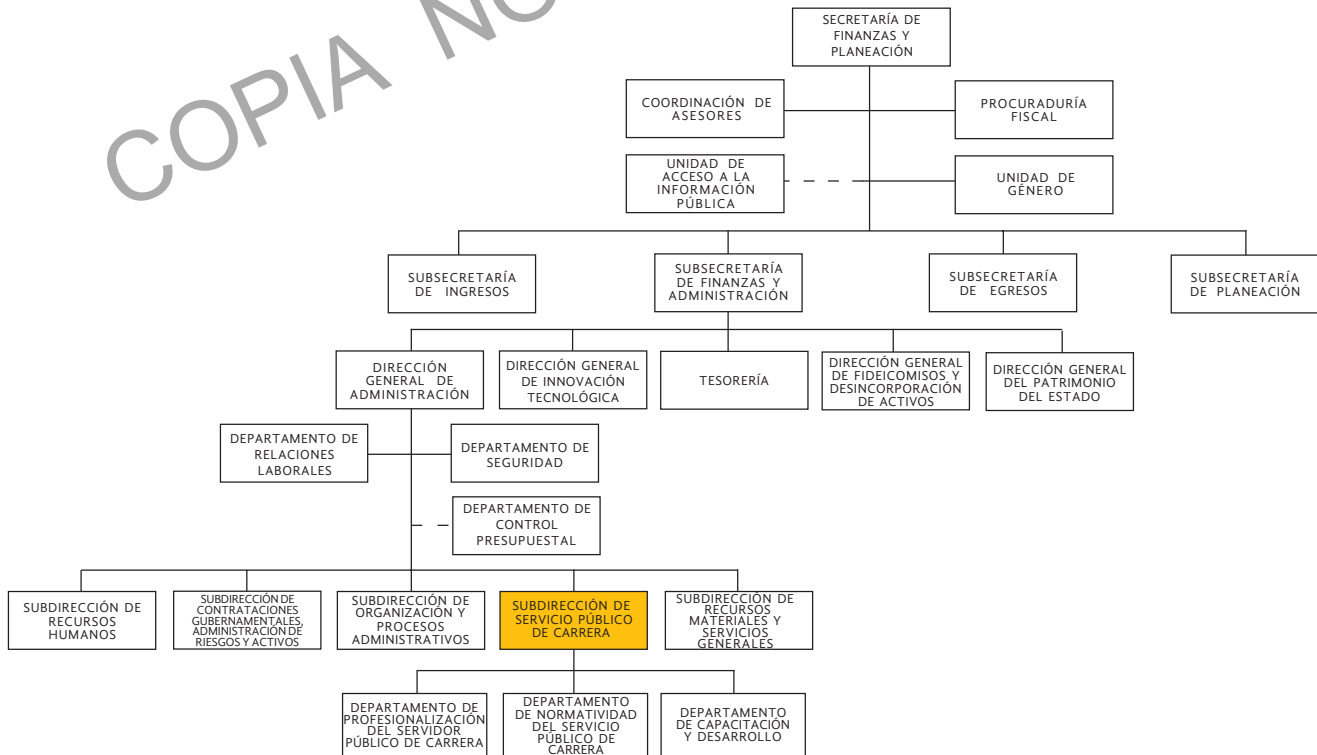 COPIA NO
SECRETARÍA DE
FINANZAS Y
PLANEACIÓN
COORDINACIÓN DE
ASESORES
PROCURADURÍA
FISCAL
UNIDAD DE
ACCESO A LA
INFORMACIÓN
PÚBLICA
UNIDAD DE
GÉNERO
SUBSECRETARÍA
DE INGRESOS
SUBSECRETARÍA
DE FINANZAS Y
ADMINISTRACIÓN
SUBSECRETARÍA
DE EGRESOS
SUBSECRETARÍA
DE PLANEACIÓN
DIRECCIÓN
GENERAL DE
ADMINISTRACIÓN
DIRECCIÓN GENERAL
DE INNOVACIÓN
TECNOLÓGICA
TESORERÍA
DIRECCIÓN GENERAL
DE FIDEICOMISOS Y
DESINCORPORACIÓN
DE ACTIVOS
DIRECCIÓN GENERAL
DEL PATRIMONIO
DEL ESTADO
DEPARTAMENTO DE
RELACIONES
LABORALES
DEPARTAMENTO DE
SEGURIDAD
DEPARTAMENTO DE
CONTROL
PRESUPUESTAL
SUBDIRECCIÓN DE
RECURSOS
HUMANOS
SUBDIRECCIÓN DE
CONTRATACIONES
GUBERNAMENTALES,
ADMINISTRACIÓN DE
RIESGOS Y ACTIVOS
SUBDIRECCIÓN DE
ORGANIZACIÓN Y
PROCESOS
ADMINISTRATIVOS
SUBDIRECCIÓN DE
SERVICIO PÚBLICO
DE CARRERA
SUBDIRECCIÓN DE
RECURSOS
MATERIALES Y
SERVICIOS
GENERALES
DEPARTAMENTO DE
PROFESIONALIZACIÓN
DEL SERVIDOR
PÚBLICO DE CARRERA
DEPARTAMENTO
DE NORMATIVIDAD
DEL SERVICIO
PÚBLICO DE
CARRERA
DEPARTAMENTO
DE CAPACITACIÓN
Y DESARROLLO